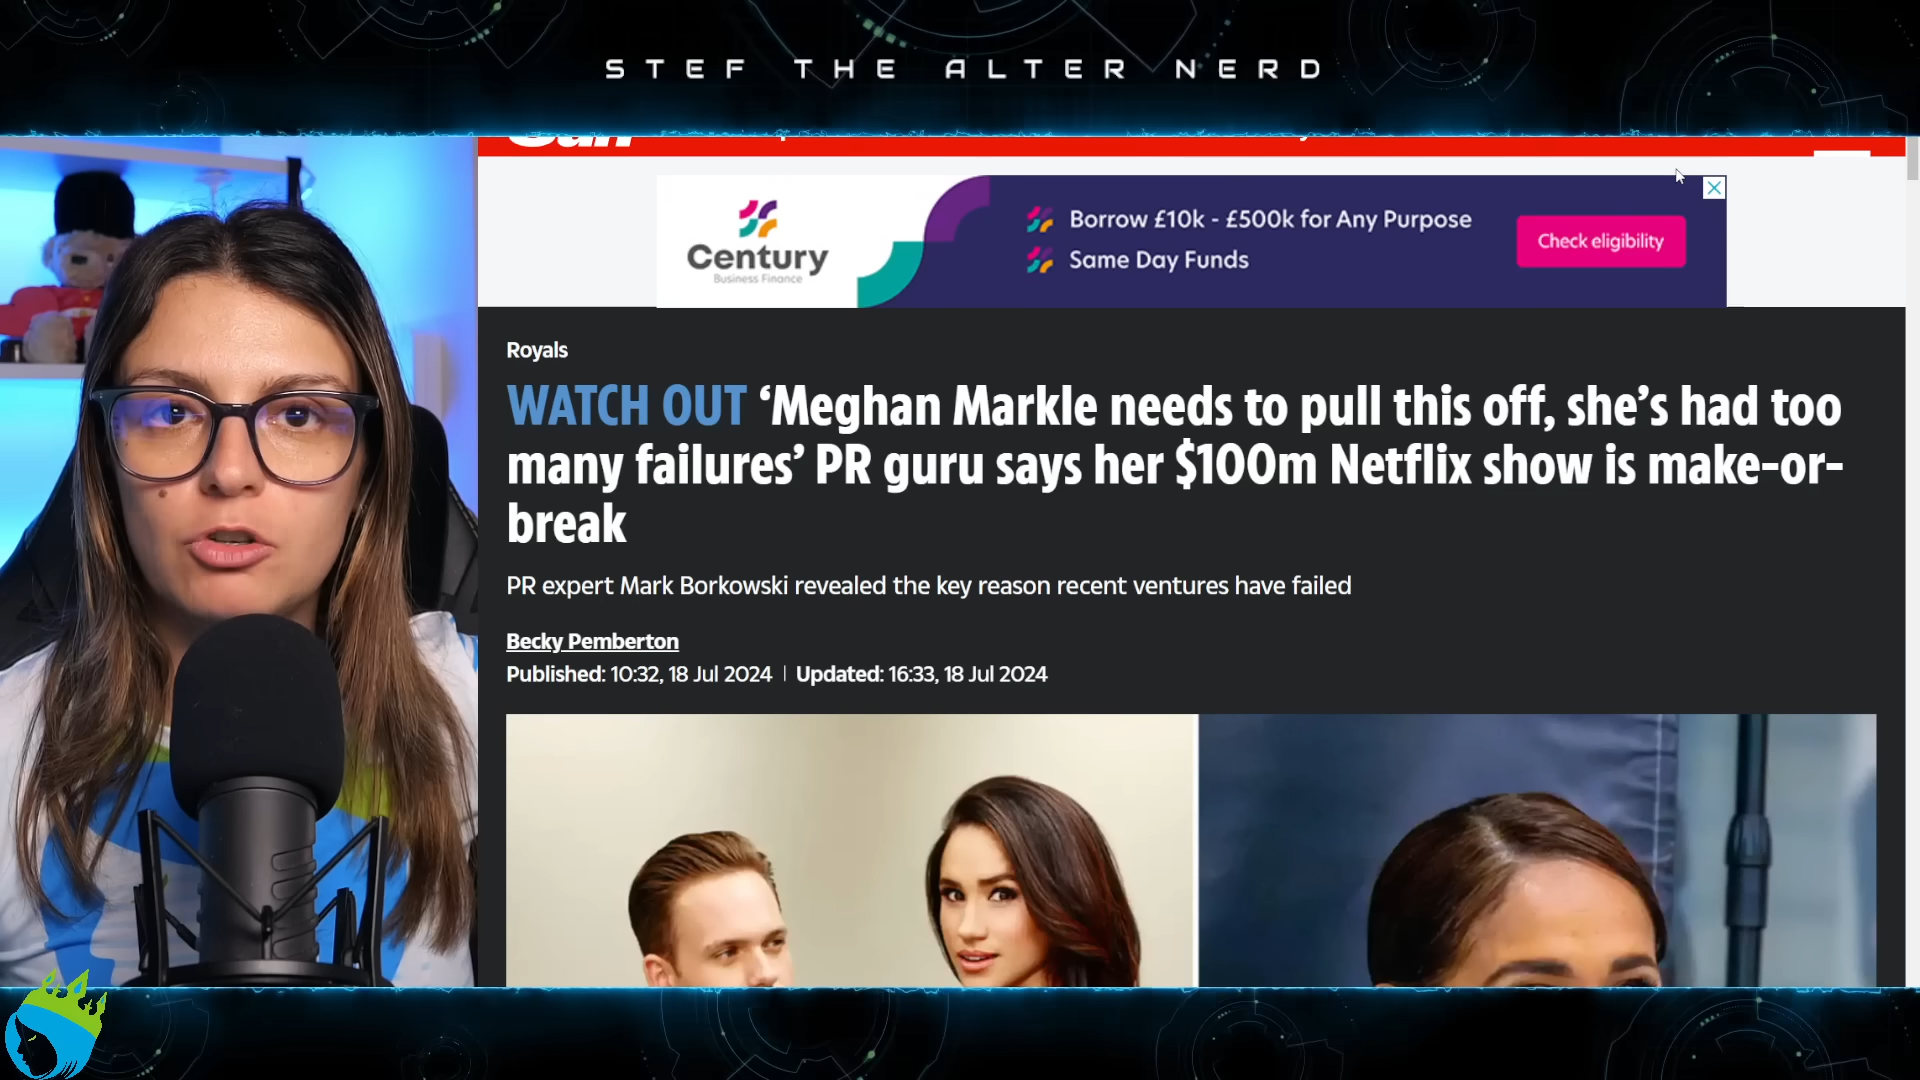 STEF THE ALTER NERD
Century
Business Finance
Borrow £10k - £500k for Any Purpose
Same Day Funds
Check eligibility
Royals
WATCH OUT ‘Meghan Markle needs to pull this off, she’s had too
many failures’ PR guru says her $100m Netflix show is make-or-
break
PR expert Mark Borkowski revealed the key reason recent ventures have failed
Becky Pemberton
Published: 10:32, 18 Jul 2024 | Updated: 16:33, 18 Jul 2024